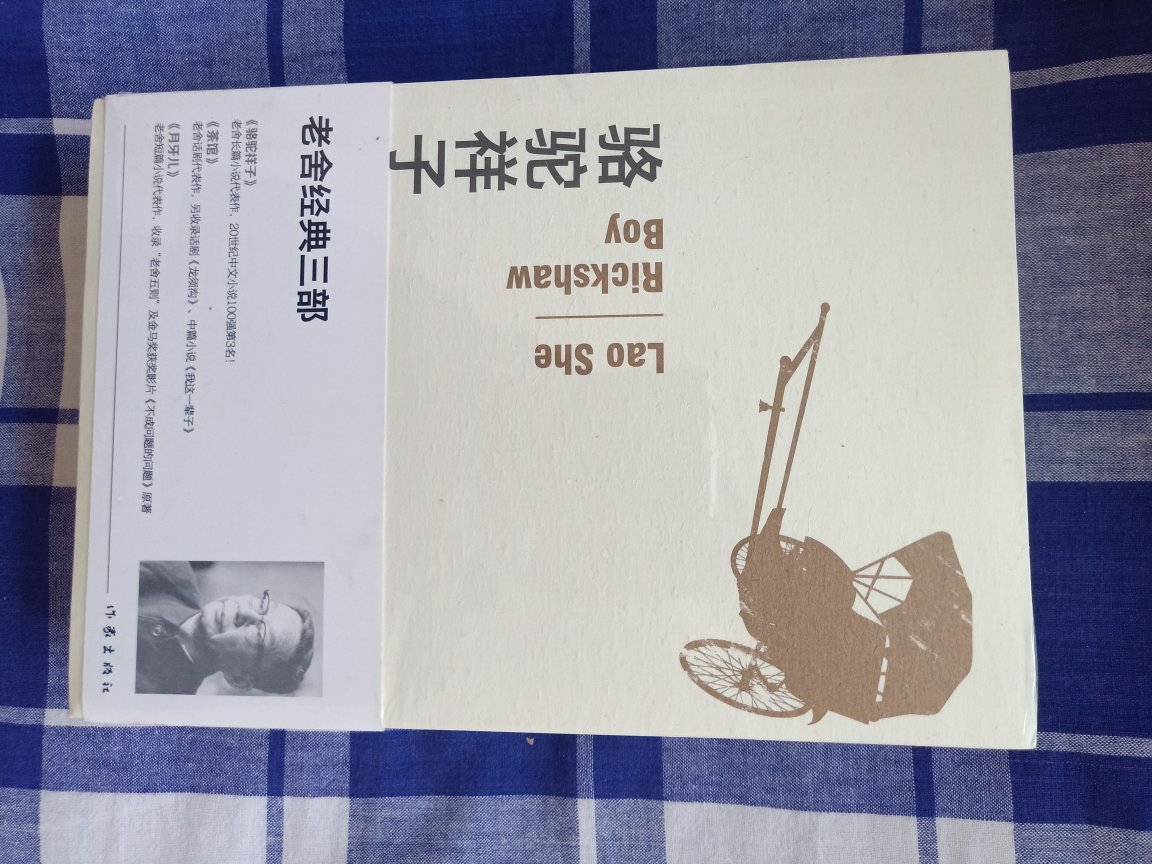 骆驼祥子
Rickshaw
Boy
Lao She
老舍经典三部
《骆驼祥子》
老舍长篇小说代表作，20世纪中文小说100强第3名！
《茶馆》
老舍话剧代表作，另收录话剧《龙须沟》、中篇小说《我这一辈子》
《月牙儿》
老舍短篇小说代表作，收录“老舍五则”及金马奖获奖影片《不成问题的问题》原著
作家出版社